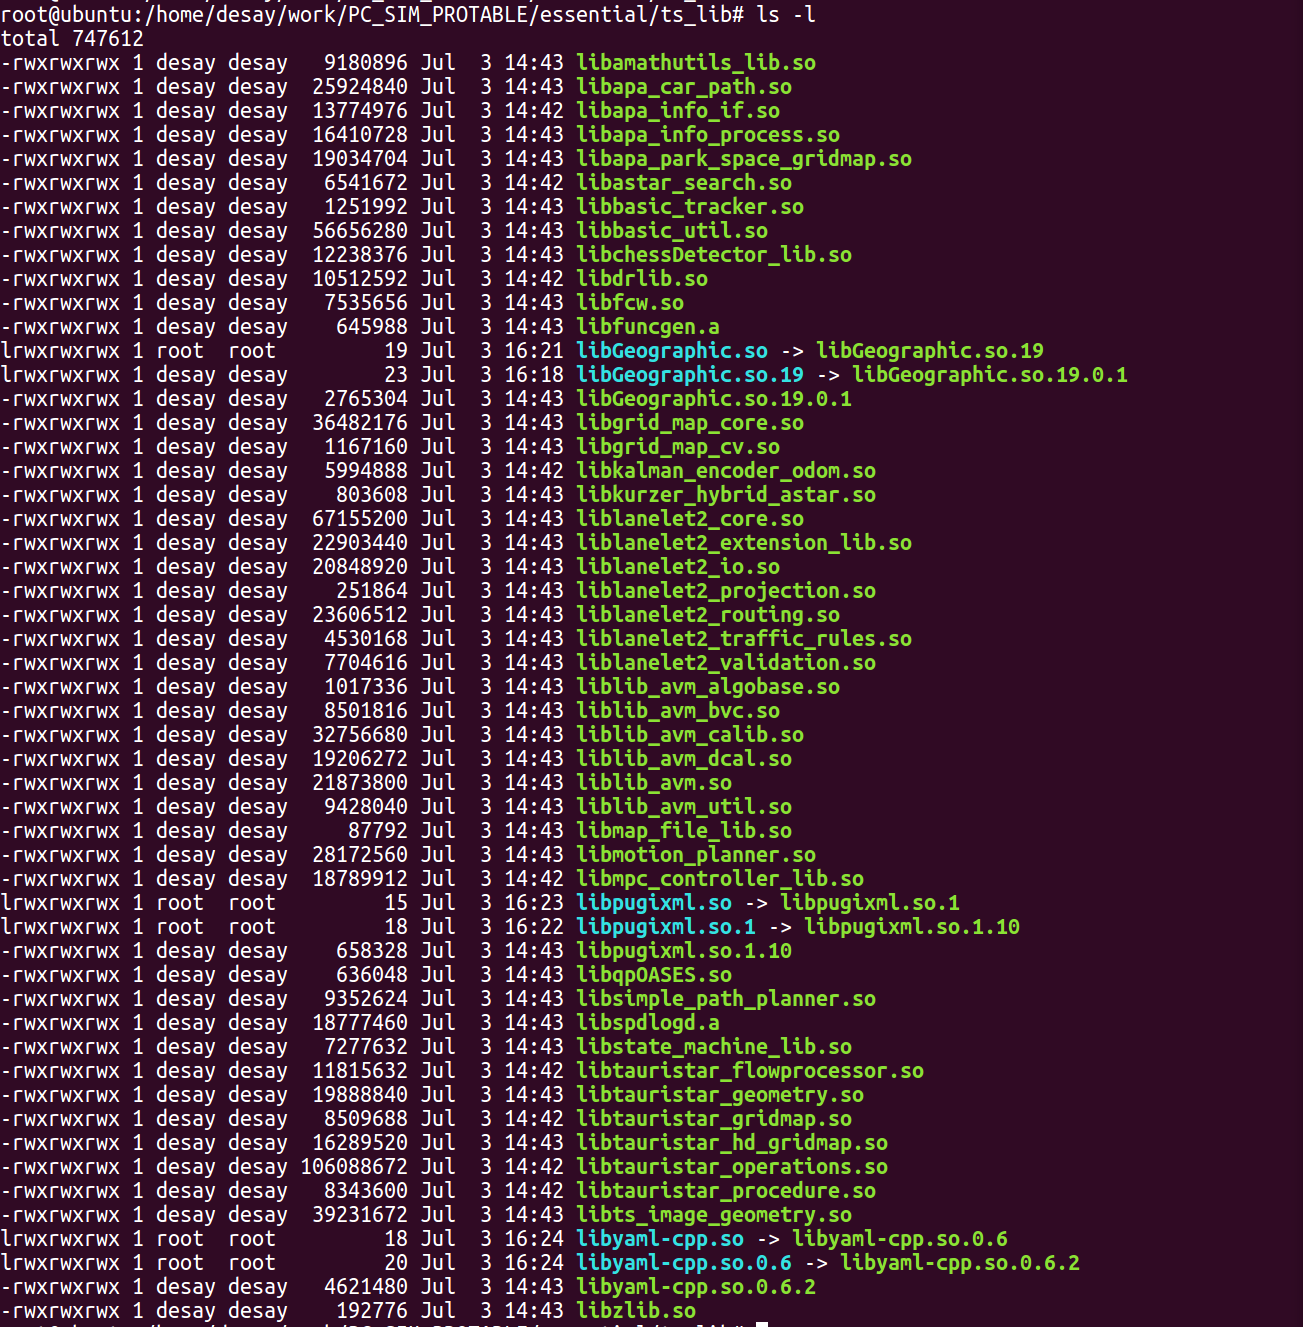 root@ubuntu:/home/desay/work/PC_SIM_PROTABLE/essential/ts_lib# ls -l
total 747612
-rwxrwxrwx 1 desay desay   9180896 Jul  3 14:43 libamathutils_lib.so
-rwxrwxrwx 1 desay desay  25924840 Jul  3 14:43 libapa_car_path.so
-rwxrwxrwx 1 desay desay  13774976 Jul  3 14:42 libapa_info_if.so
-rwxrwxrwx 1 desay desay  16410728 Jul  3 14:43 libapa_info_process.so
-rwxrwxrwx 1 desay desay  19034704 Jul  3 14:43 libapa_park_space_gridmap.so
-rwxrwxrwx 1 desay desay   6541672 Jul  3 14:42 libastar_search.so
-rwxrwxrwx 1 desay desay   1251992 Jul  3 14:43 libbasic_tracker.so
-rwxrwxrwx 1 desay desay  56656280 Jul  3 14:43 libbasic_util.so
-rwxrwxrwx 1 desay desay  12238376 Jul  3 14:43 libchessDetector_lib.so
-rwxrwxrwx 1 desay desay  10512592 Jul  3 14:42 libdrlib.so
-rwxrwxrwx 1 desay desay   7535656 Jul  3 14:43 libfcw.so
-rwxrwxrwx 1 desay desay    645988 Jul  3 14:43 libfuncgen.a
lrwxrwxrwx 1 root  root         19 Jul  3 16:21 libGeographic.so -> libGeographic.so.19
lrwxrwxrwx 1 desay desay        23 Jul  3 16:18 libGeographic.so.19 -> libGeographic.so.19.0.1
-rwxrwxrwx 1 desay desay   2765304 Jul  3 14:43 libGeographic.so.19.0.1
-rwxrwxrwx 1 desay desay  36482176 Jul  3 14:43 libgrid_map_core.so
-rwxrwxrwx 1 desay desay   1167160 Jul  3 14:43 libgrid_map_cv.so
-rwxrwxrwx 1 desay desay   5994888 Jul  3 14:42 libkalman_encoder_odom.so
-rwxrwxrwx 1 desay desay    803608 Jul  3 14:43 libkurzer_hybrid_astar.so
-rwxrwxrwx 1 desay desay  67155200 Jul  3 14:43 liblanelet2_core.so
-rwxrwxrwx 1 desay desay  22903440 Jul  3 14:43 liblanelet2_extension_lib.so
-rwxrwxrwx 1 desay desay  20848920 Jul  3 14:43 liblanelet2_io.so
-rwxrwxrwx 1 desay desay    251864 Jul  3 14:43 liblanelet2_projection.so
-rwxrwxrwx 1 desay desay  23606512 Jul  3 14:43 liblanelet2_routing.so
-rwxrwxrwx 1 desay desay   4530168 Jul  3 14:43 liblanelet2_traffic_rules.so
-rwxrwxrwx 1 desay desay   7704616 Jul  3 14:43 liblanelet2_validation.so
-rwxrwxrwx 1 desay desay   1017336 Jul  3 14:43 liblib_avm_algobase.so
-rwxrwxrwx 1 desay desay   8501816 Jul  3 14:43 liblib_avm_bvc.so
-rwxrwxrwx 1 desay desay  32756680 Jul  3 14:43 liblib_avm_calib.so
-rwxrwxrwx 1 desay desay  19206272 Jul  3 14:43 liblib_avm_dcal.so
-rwxrwxrwx 1 desay desay  21873800 Jul  3 14:43 liblib_avm.so
-rwxrwxrwx 1 desay desay   9428040 Jul  3 14:43 liblib_avm_util.so
-rwxrwxrwx 1 desay desay     87792 Jul  3 14:43 libmap_file_lib.so
-rwxrwxrwx 1 desay desay  28172560 Jul  3 14:43 libmotion_planner.so
-rwxrwxrwx 1 desay desay  18789912 Jul  3 14:42 libmpc_controller_lib.so
lrwxrwxrwx 1 root  root         15 Jul  3 16:23 libpugixml.so -> libpugixml.so.1
lrwxrwxrwx 1 root  root         18 Jul  3 16:22 libpugixml.so.1 -> libpugixml.so.1.10
-rwxrwxrwx 1 desay desay    658328 Jul  3 14:43 libpugixml.so.1.10
-rwxrwxrwx 1 desay desay    636048 Jul  3 14:43 libqpOASES.so
-rwxrwxrwx 1 desay desay   9352624 Jul  3 14:43 libsimple_path_planner.so
-rwxrwxrwx 1 desay desay  18777460 Jul  3 14:43 libspdlogd.a
-rwxrwxrwx 1 desay desay   7277632 Jul  3 14:43 libstate_machine_lib.so
-rwxrwxrwx 1 desay desay  11815632 Jul  3 14:42 libtauristar_flowprocessor.so
-rwxrwxrwx 1 desay desay  19888840 Jul  3 14:43 libtauristar_geometry.so
-rwxrwxrwx 1 desay desay   8509688 Jul  3 14:42 libtauristar_gridmap.so
-rwxrwxrwx 1 desay desay  16289520 Jul  3 14:43 libtauristar_hd_gridmap.so
-rwxrwxrwx 1 desay desay 106088672 Jul  3 14:42 libtauristar_operations.so
-rwxrwxrwx 1 desay desay   8343600 Jul  3 14:42 libtauristar_procedure.so
-rwxrwxrwx 1 desay desay  39231672 Jul  3 14:43 libts_image_geometry.so
lrwxrwxrwx 1 root  root         18 Jul  3 16:24 libyaml-cpp.so -> libyaml-cpp.so.0.6
lrwxrwxrwx 1 root  root         20 Jul  3 16:24 libyaml-cpp.so.0.6 -> libyaml-cpp.so.0.6.2
-rwxrwxrwx 1 desay desay   4621480 Jul  3 14:43 libyaml-cpp.so.0.6.2
-rwxrwxrwx 1 desay desay    192776 Jul  3 14:43 libzlib.so